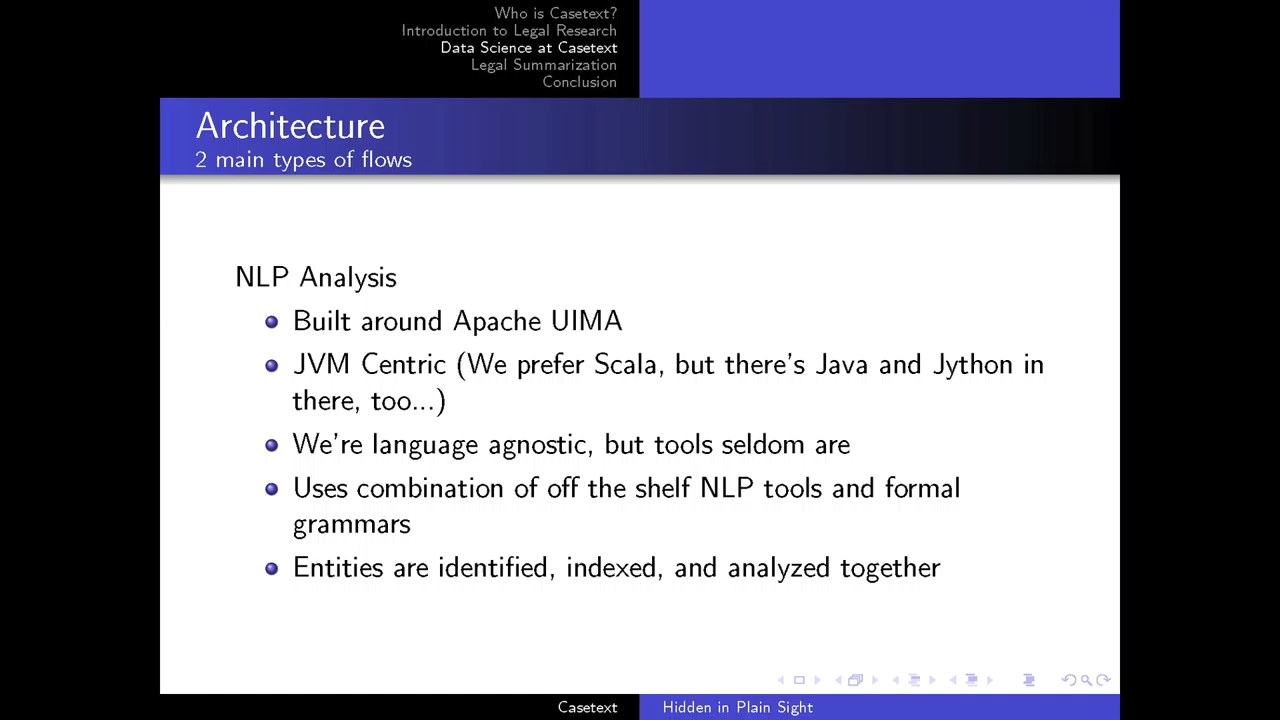 Who is Casetext?
Introduction to Legal Research
Data Science at Casetext
Legal Summarization
Conclusion
Architecture
2 main types of flows
NLP Analysis
Built around Apache UIMA
JVM Centric (We prefer Scala, but there's Java and Jython in
there, too...)
We're language agnostic, but tools seldom are
Uses combination of off the shelf NLP tools and formal
grammars
Entities are identified, indexed, and analyzed together
Casetext
Hidden in Plain Sight